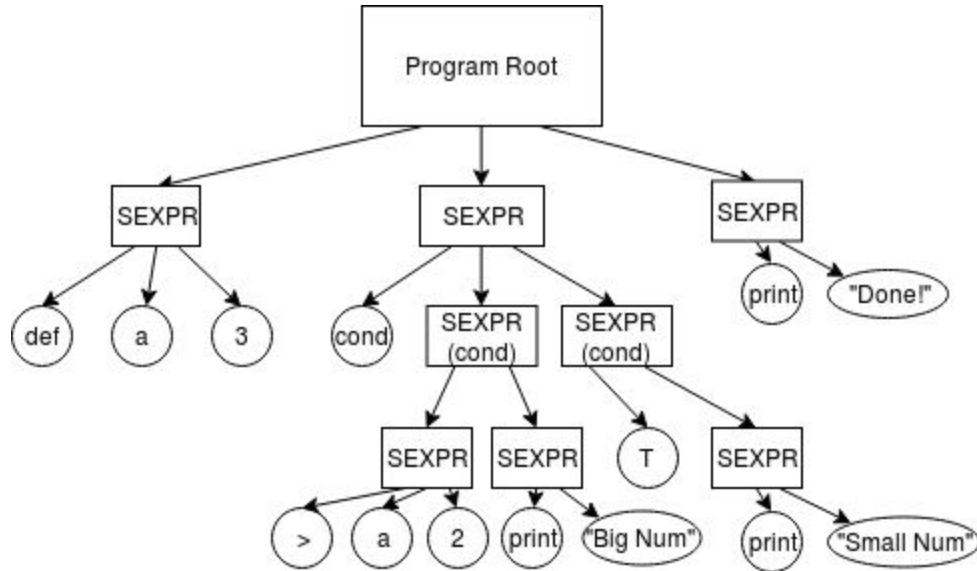 Program Root
SEXPR
SEXPR
SEXPR
def
a
3
cond
SEXPR
(cond)
SEXPR
(cond)
print
"Done!"
SEXPR
SEXPR
T
SEXPR
>
a
2
print
"Big Num"
print
"Small Num"